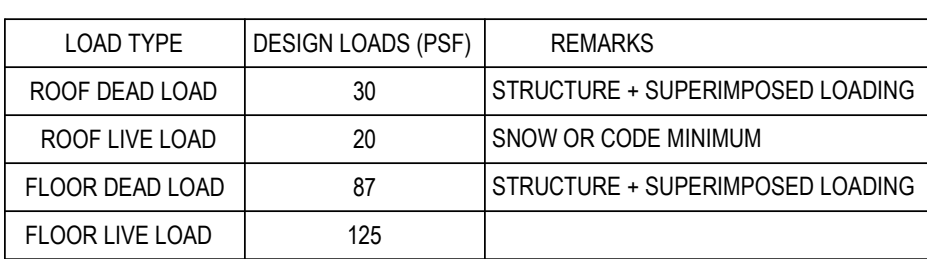 LOAD TYPE DESIGN LOADS (PSF) REMARKS
ROOF DEAD LOAD 30 STRUCTURE + SUPERIMPOSED LOADING
ROOF LIVE LOAD 20 SNOW OR CODE MINIMUM
FLOOR DEAD LOAD 87 STRUCTURE + SUPERIMPOSED LOADING
FLOOR LIVE LOAD 125